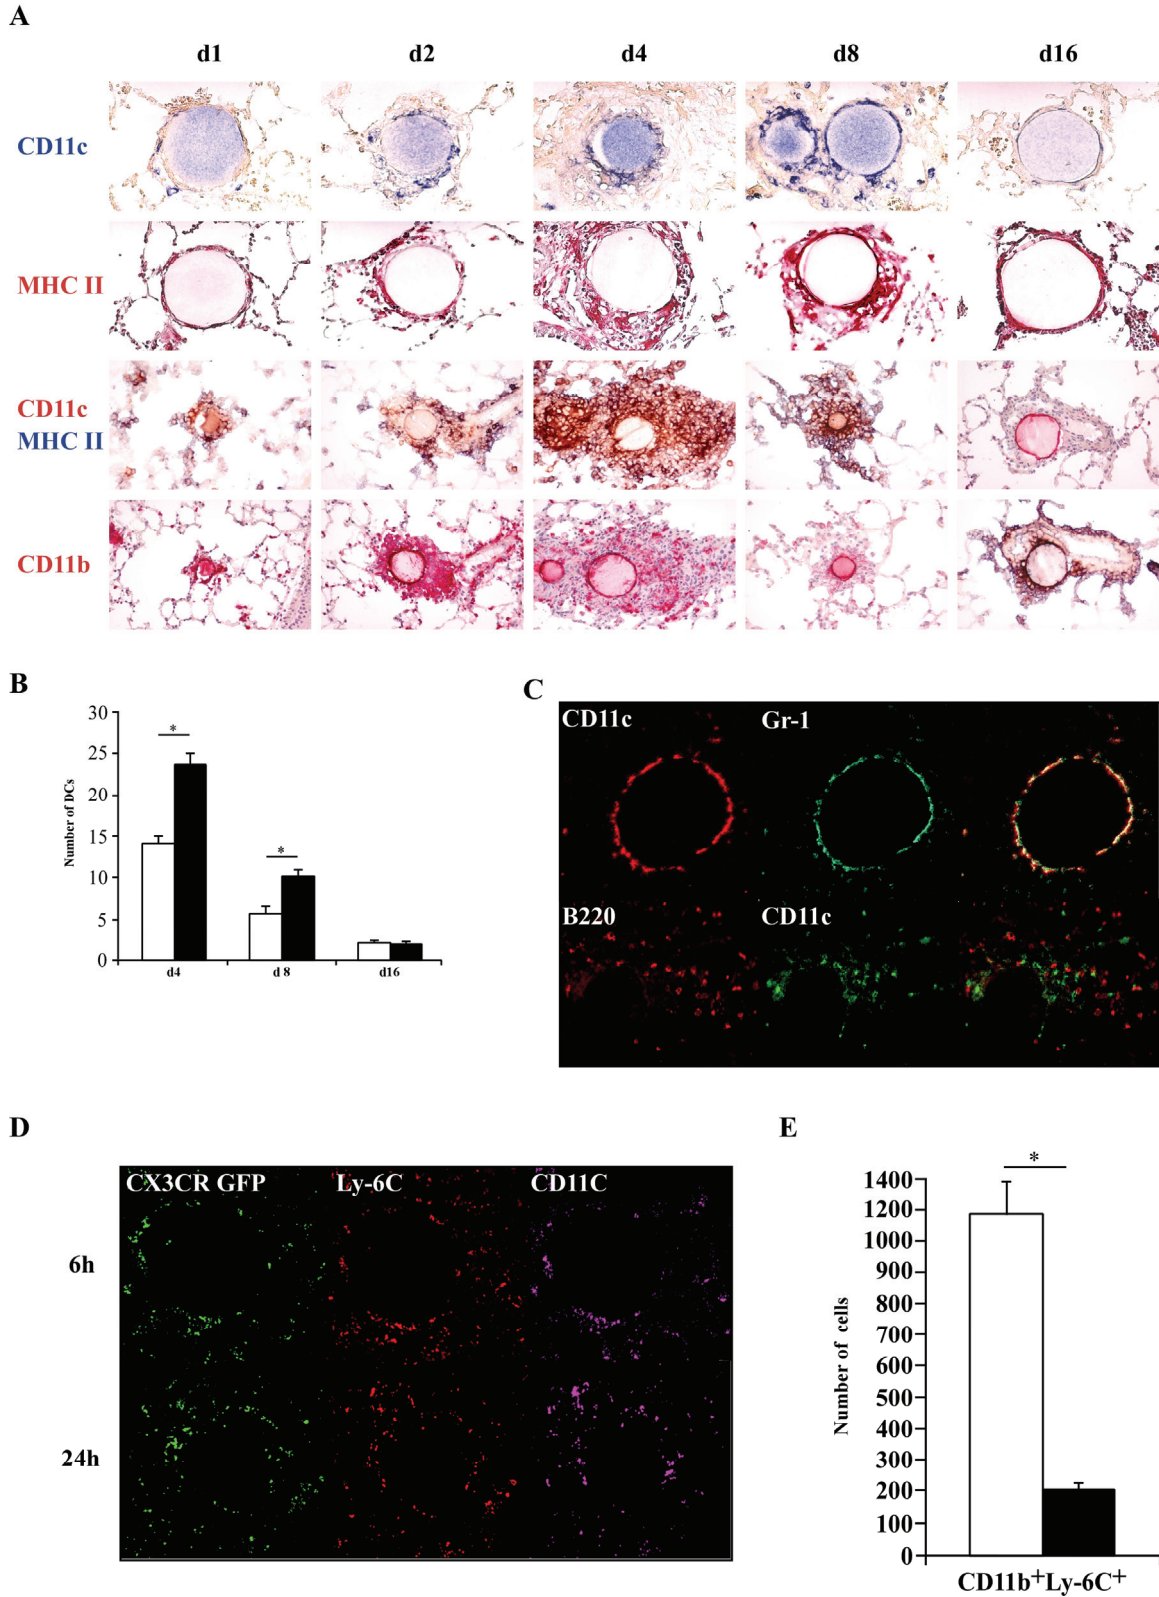 A
d1 d2 d4 d8 d16
CD11c
MHC II
CD11c
MHC II
CD11b
B
30
25
20
15
10
5
0
Number of DCs
*
*
d4 d 8 d16
C
CD11c Gr-1
B220 CD11c
D
CX3CR GFP Ly-6C CD11C
6h
24h
E
*
1400
1200
1000
900
800
700
600
500
400
300
200
100
0
Number of cells
CD11b+Ly-6C+